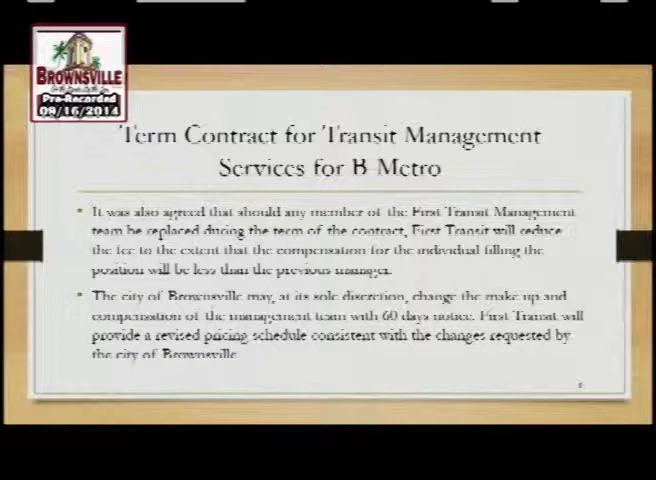 BROWNSVILLE
Pre-Recorded
09/16/2014
Term Contract for Transit Management
Services for B Metro
• It was also agreed that should any member of the First Transit Management
team be replaced during the term of the contract, First Transit will reduce
the fee to the extent that the compensation for the individual filling the
position will be less than the previous manager.
• The city of Brownsville may, at its sole discretion, change the make up and
compensation of the management team with 60 days notice. First Transit will
provide a revised pricing schedule consistent with the changes requested by
the city of Brownsville